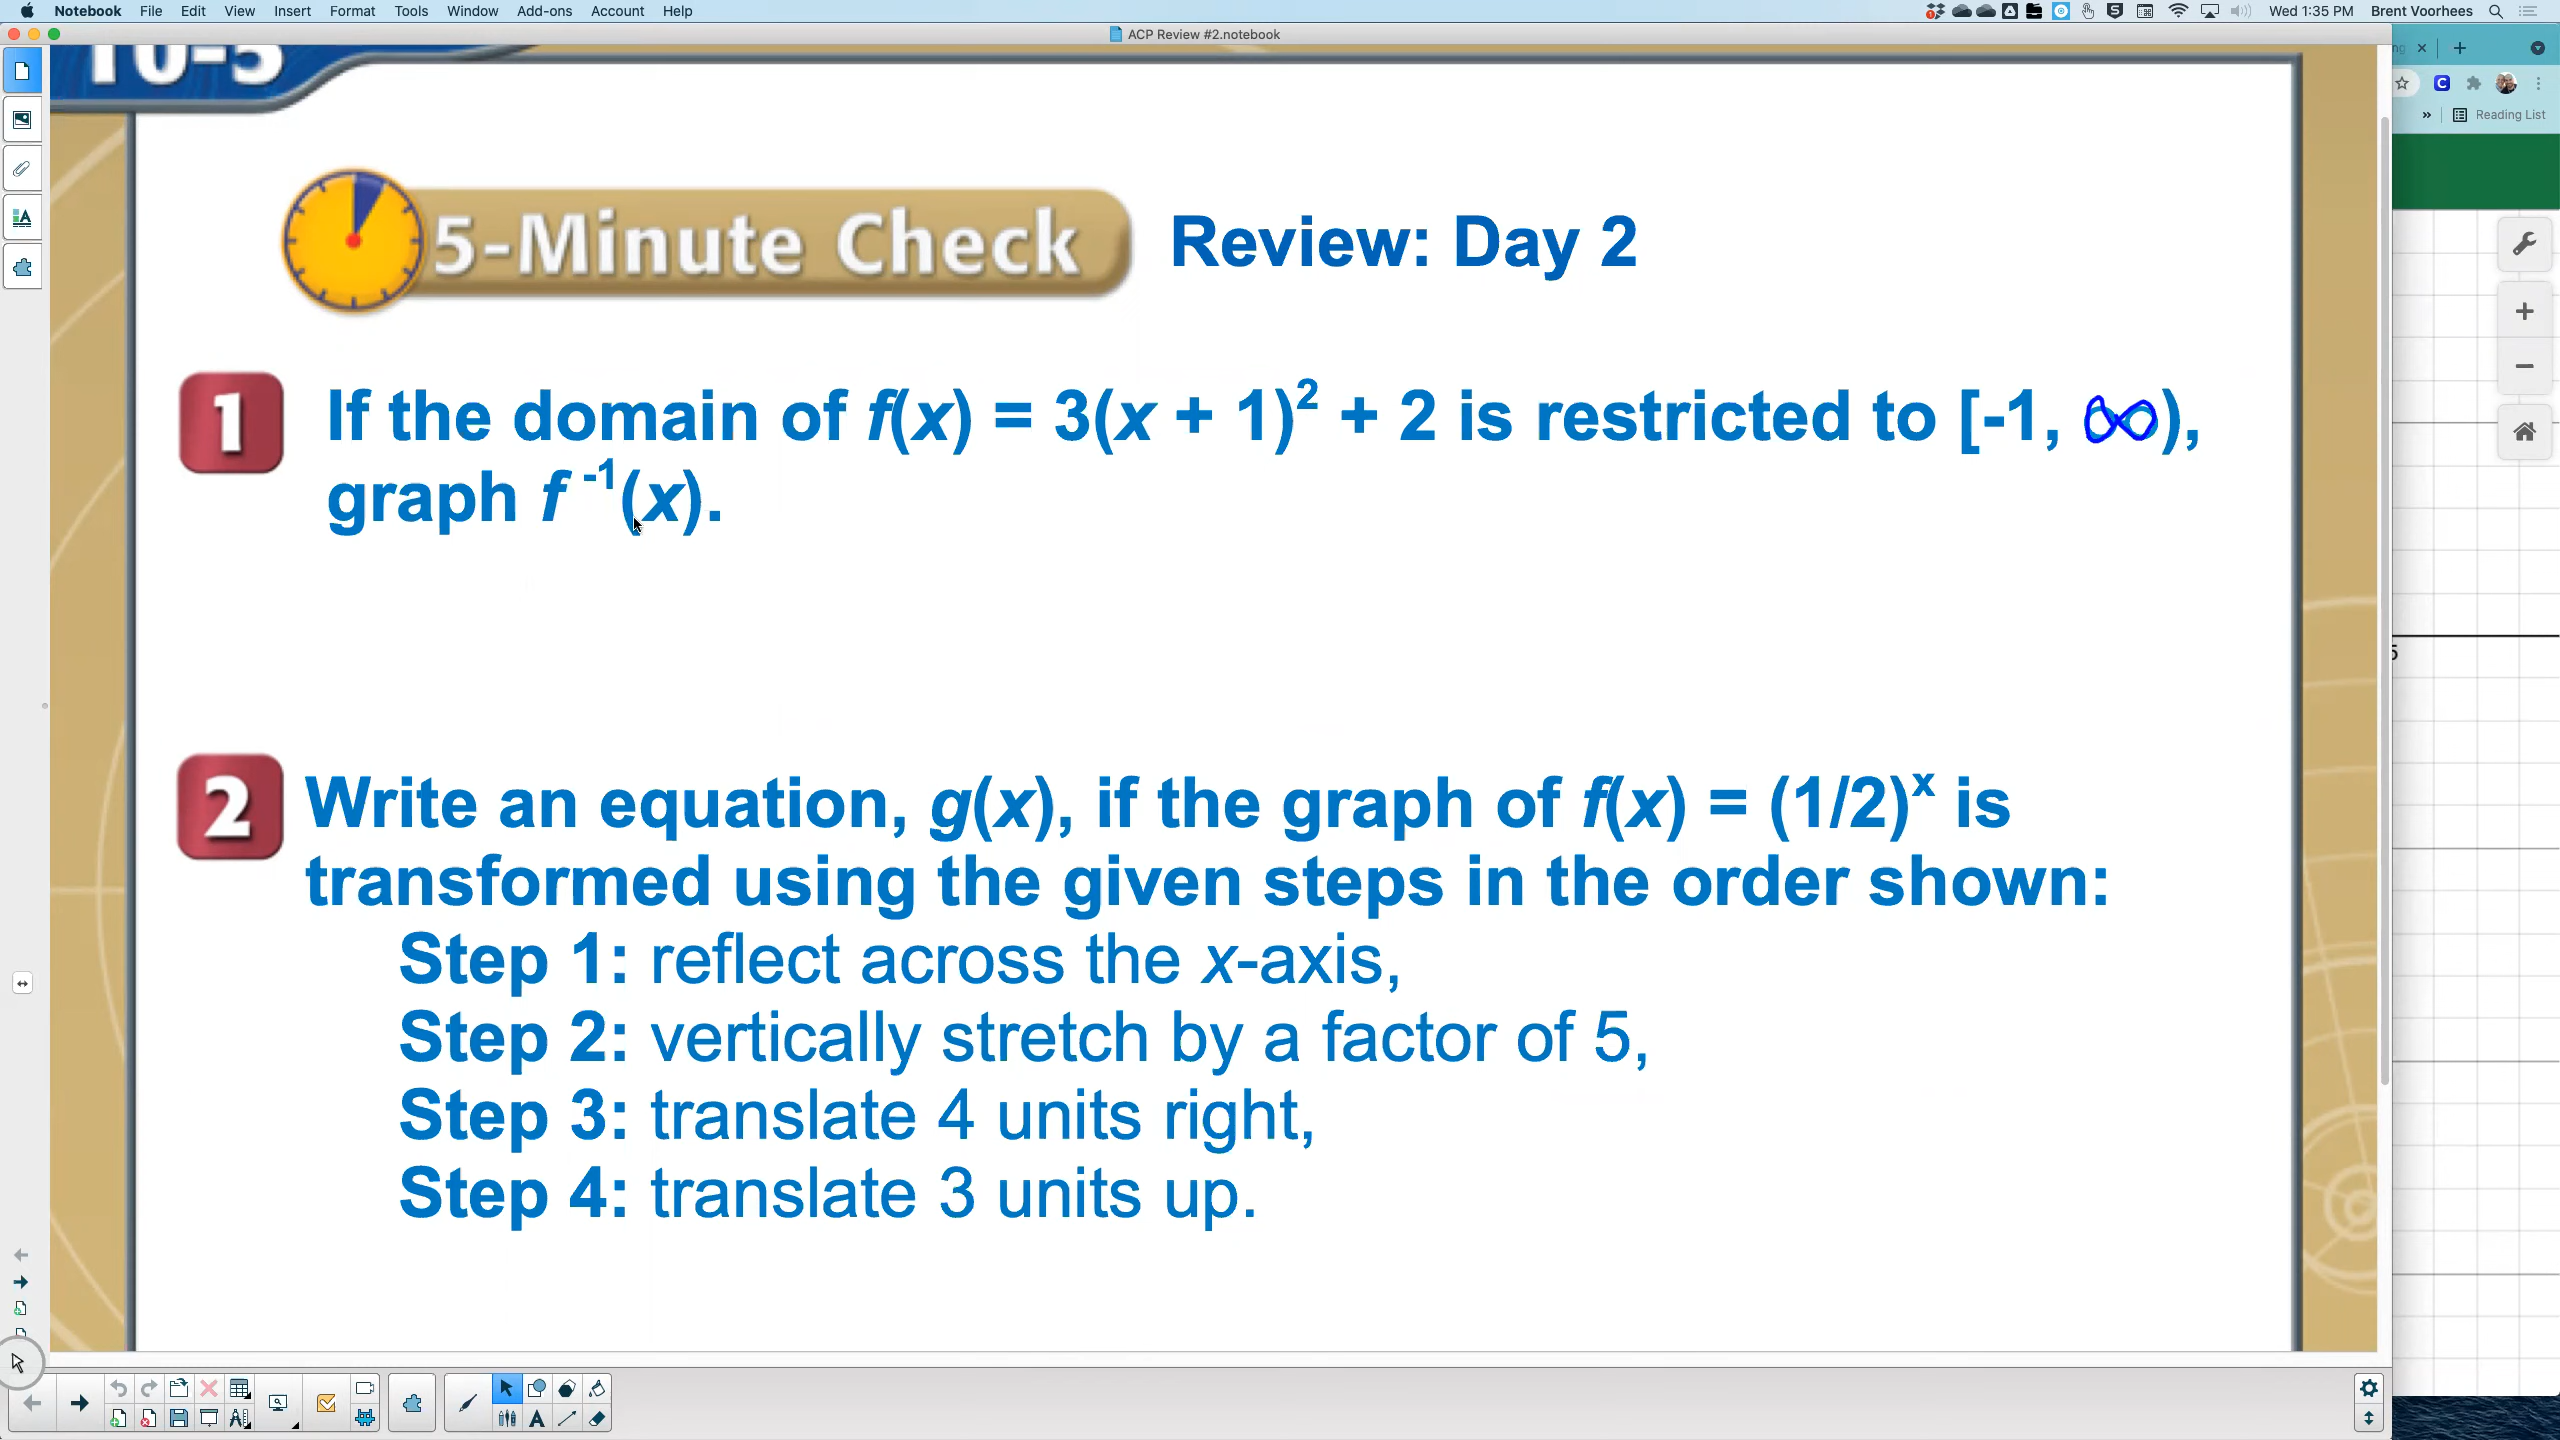 Notebook File Edit View Insert Format Tools Window Add-ons Account Help Wed 1:35 PM Brent Voorhees
ACP Review #2.notebook
10-5
Reading List
5-Minute Check Review: Day 2
1 If the domain of f(x) = 3(x + 1)² + 2 is restricted to [-1, ∞),
graph f ⁻¹(x).
2 Write an equation, g(x), if the graph of f(x) = (1/2)ˣ is
transformed using the given steps in the order shown:
Step 1: reflect across the x-axis,
Step 2: vertically stretch by a factor of 5,
Step 3: translate 4 units right,
Step 4: translate 3 units up.